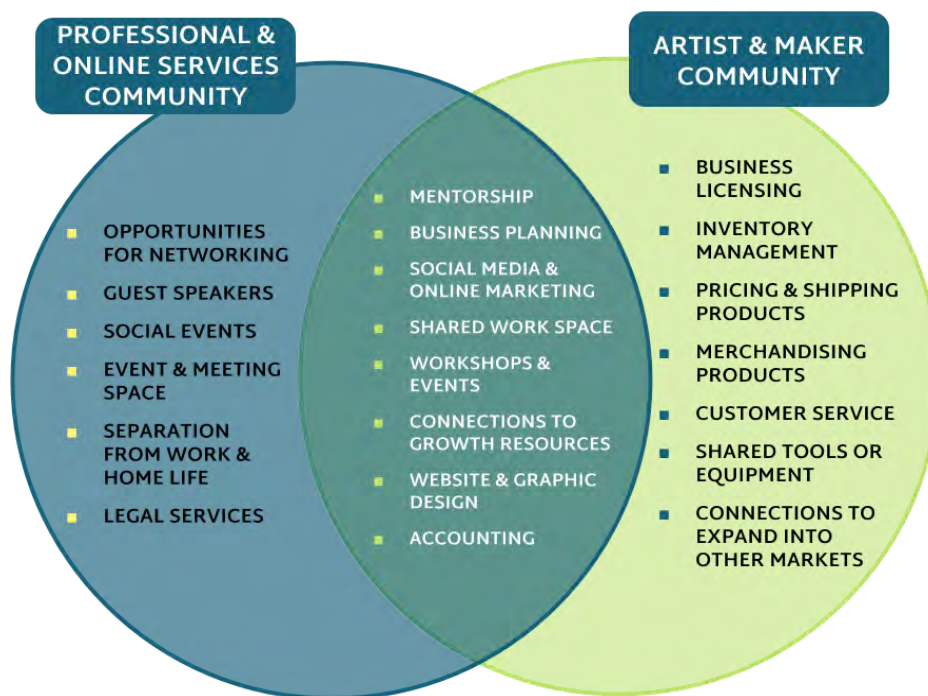 PROFESSIONAL &
ONLINE SERVICES
COMMUNITY
ARTIST & MAKER
COMMUNITY
OPPORTUNITIES
FOR NETWORKING
GUEST SPEAKERS
SOCIAL EVENTS
EVENT & MEETING
SPACE
SEPARATION
FROM WORK &
HOME LIFE
LEGAL SERVICES
MENTORSHIP
BUSINESS PLANNING
SOCIAL MEDIA &
ONLINE MARKETING
SHARED WORK SPACE
WORKSHOPS &
EVENTS
CONNECTIONS TO
GROWTH RESOURCES
WEBSITE & GRAPHIC
DESIGN
ACCOUNTING
BUSINESS
LICENSING
INVENTORY
MANAGEMENT
PRICING & SHIPPING
PRODUCTS
MERCHANDISING
PRODUCTS
CUSTOMER SERVICE
SHARED TOOLS OR
EQUIPMENT
CONNECTIONS TO
EXPAND INTO
OTHER MARKETS